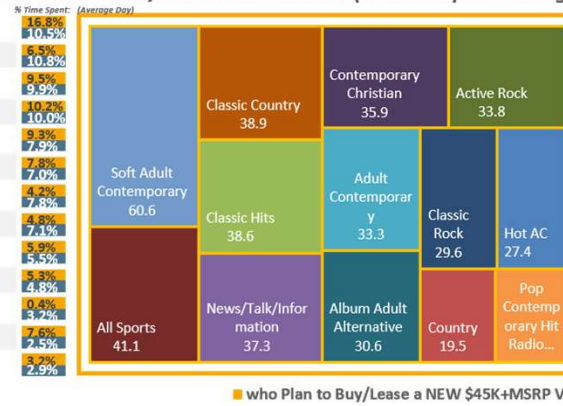 % Time Spent: (Average Day)
16.8%
10.5%
6.5%
10.8%
9.5%
9.9%
10.2%
10.0%
9.3%
7.9%
7.8%
7.0%
4.2%
7.8%
4.8%
7.1%
5.9%
5.5%
5.3%
4.8%
0.4%
3.2%
7.6%
2.5%
3.2%
2.9%
Soft Adult
Contemporary
60.6
All Sports
41.1
Classic Country
38.9
Classic Hits
38.6
News/Talk/Infor
mation
37.3
Contemporary
Christian
35.9
Active Rock
33.8
Adult
Contemporar
y
33.3
Album Adult
Alternative
30.6
Classic
Rock
29.6
Hot AC
27.4
Country
19.5
Pop
Contemp
orary Hit
Radio...
who Plan to Buy/Lease a NEW $45K+MSRP V